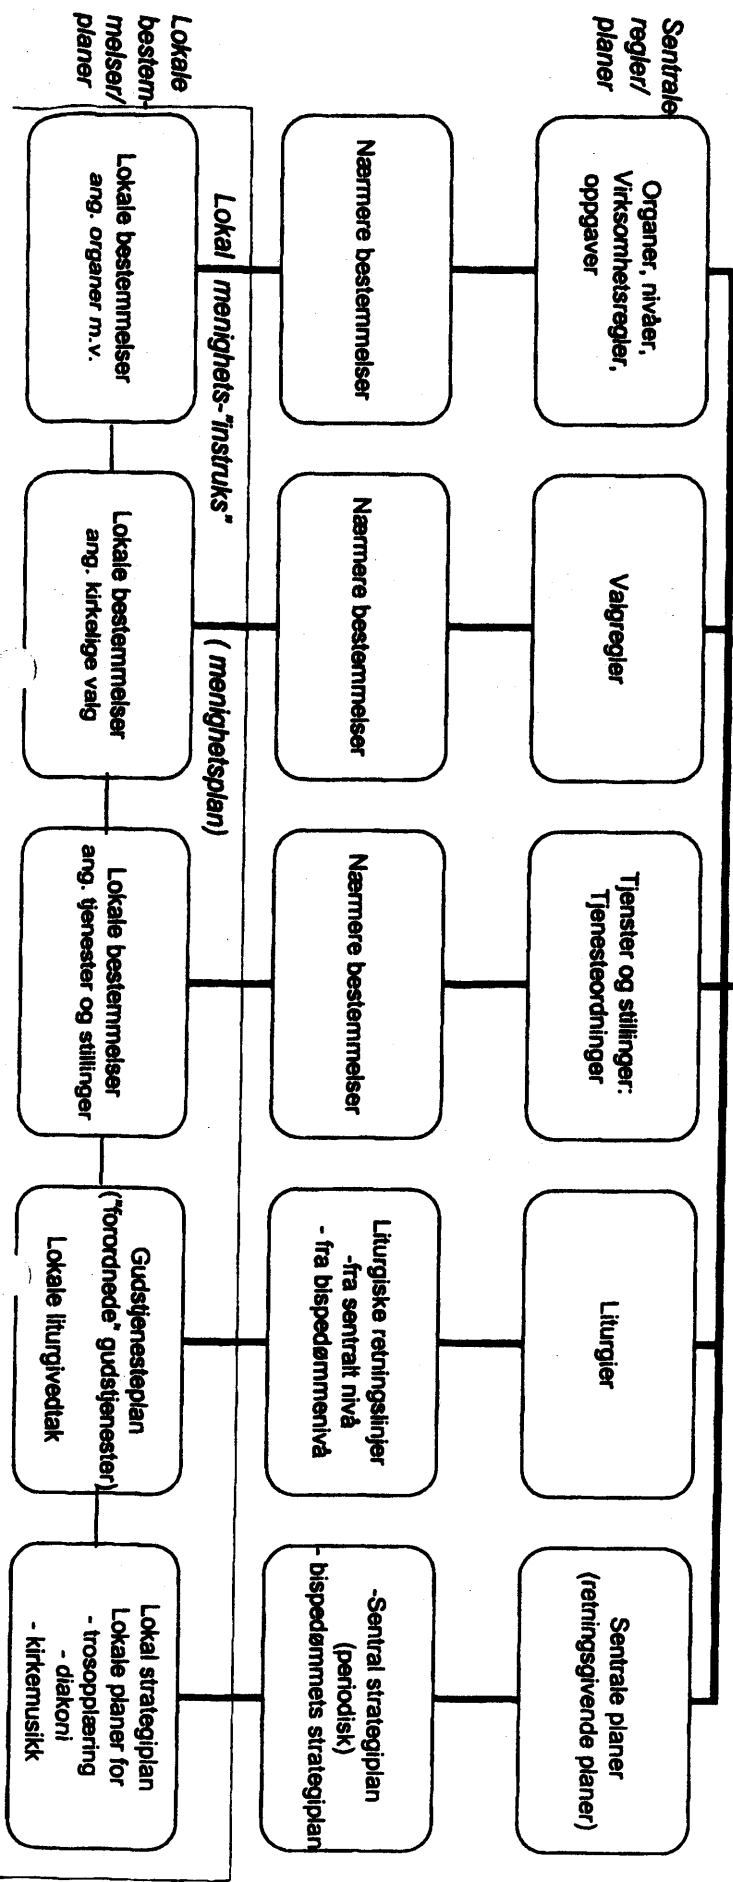 Sentrale
regler/
planer
Organer, nivåer,
Virksomhetsregler,
oppgaver
Valgregler
Tjenster og stillinger:
Tjenesteordninger
Liturgier
Sentrale planer
(retningsgivende planer)
Nærmere bestemmelser
Nærmere bestemmelser
Nærmere bestemmelser
Liturgiske retningslinjer
-fra sentralt nivå
- fra bispedømmenivå
-Sentral strategiplan
(periodisk)
- bispedømmets strategiplan
Lokal menighets-"instruks"
( menighetsplan)
Lokale
bestem-
melser/
planer
Lokale bestemmelser
ang. organer m.v.
Lokale bestemmelser
ang. kirkelige valg
Lokale bestemmelser
ang. tjenester og stillinger
Gudstjenesteplan
("forordnede" gudstjenester)
Lokale liturgivedtak
Lokal strategiplan
Lokale planer for
- trosopplæring
- diakoni
- kirkemusikk